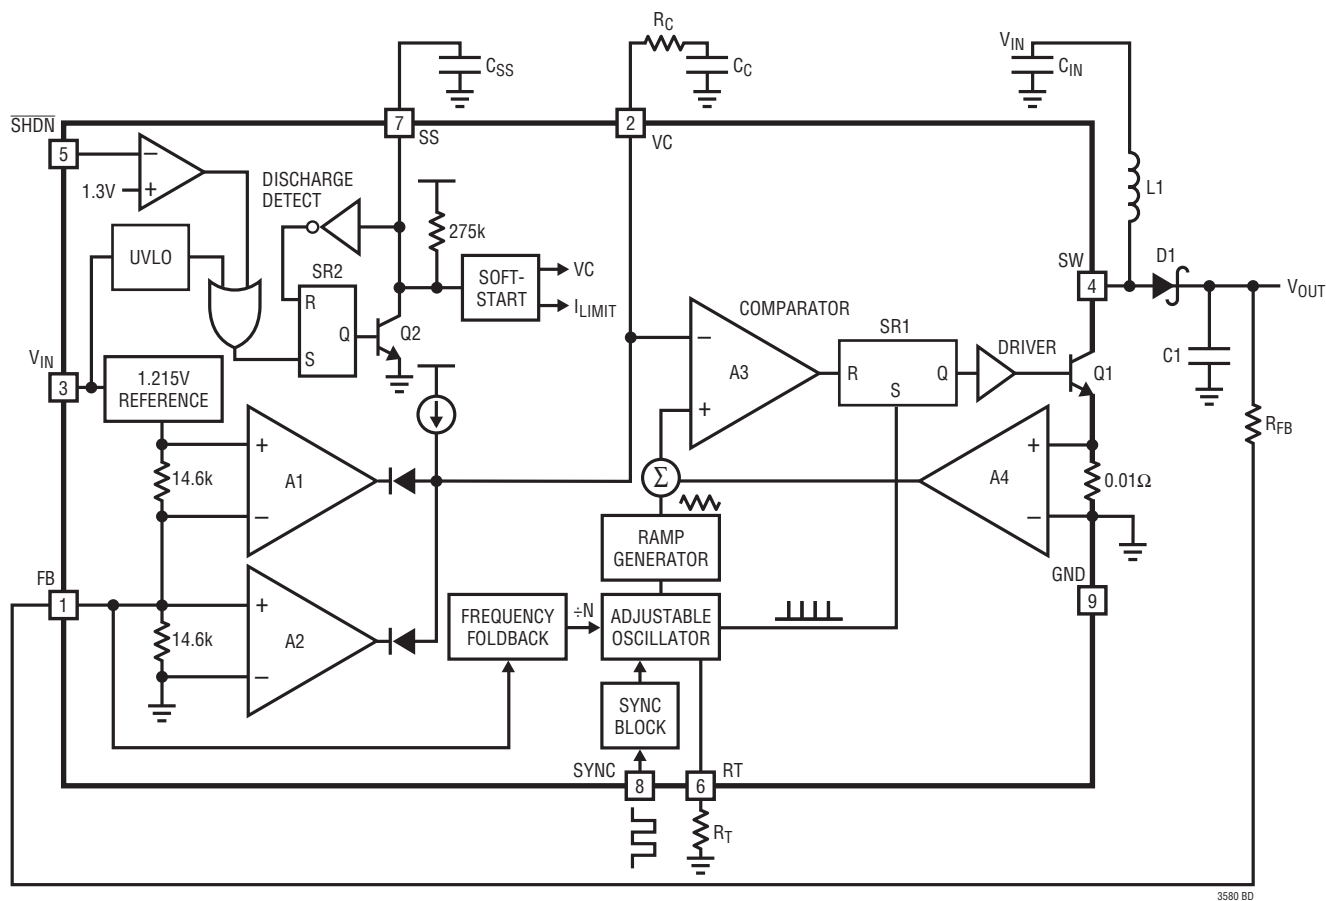 RC
CSS
CC
VIN
CIN
SHDN
7
SS
2
VC
5
1.3V
–
+
DISCHARGE
DETECT
275k
L1
UVLO
SR2
R
Q
S
Q2
SOFT-
START
VC
ILIMIT
SW
4
D1
VOUT
COMPARATOR
–
A3
+
SR1
R
Q
S
DRIVER
Q1
C1
VIN
3
1.215V
REFERENCE
RFB
+
A1
–
14.6k
Σ
A4
+
–
0.01Ω
RAMP
GENERATOR
GND
9
FB
1
+
A2
–
14.6k
FREQUENCY
FOLDBACK
÷N
ADJUSTABLE
OSCILLATOR
SYNC
BLOCK
SYNC
8
6
RT
RT
3580 BD